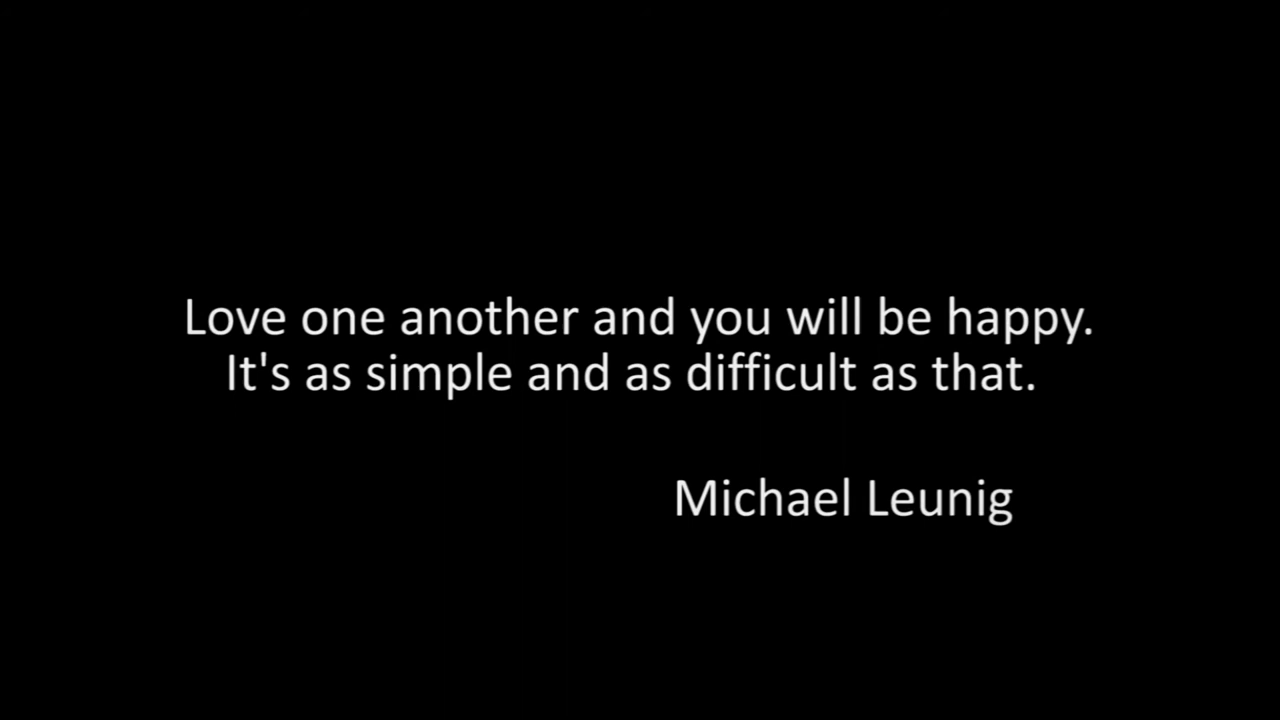 Love one another and you will be happy.
It's as simple and as difficult as that.
Michael Leunig